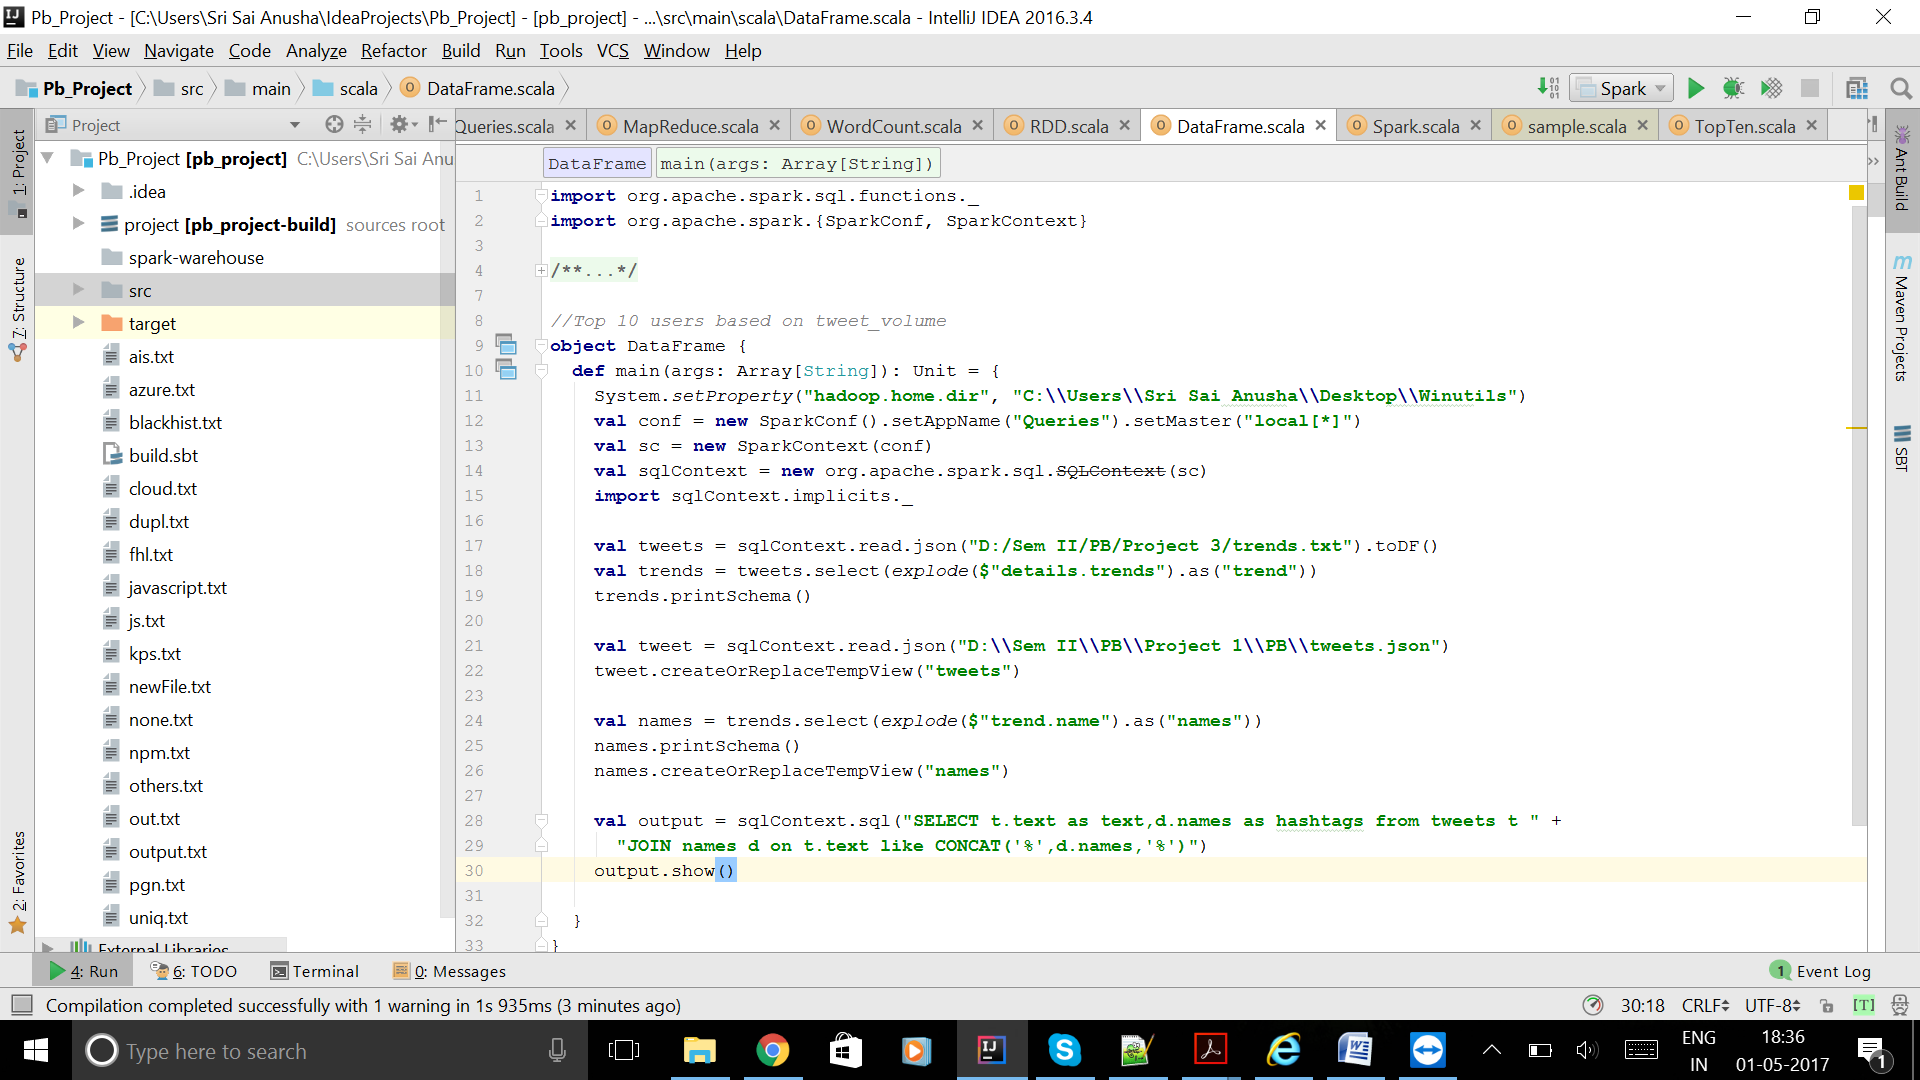 Pb_Project - [C:\Users\Sri Sai Anusha\IdeaProjects\Pb_Project] - [pb_project] - ...\src\main\scala\DataFrame.scala - IntelliJ IDEA 2016.3.4
File Edit View Navigate Code Analyze Refactor Build Run Tools VCS Window Help
Pb_Project src main scala DataFrame.scala Spark
Project
Queries.scala MapReduce.scala WordCount.scala RDD.scala DataFrame.scala Spark.scala sample.scala TopTen.scala
DataFrame main(args: Array[String])
1: Project
7: Structure
2: Favorites
Pb_Project [pb_project] C:\Users\Sri Sai Anu
.idea
project [pb_project-build] sources root
spark-warehouse
src
target
ais.txt
azure.txt
blackhist.txt
build.sbt
cloud.txt
dupl.txt
fhl.txt
javascript.txt
js.txt
kps.txt
newFile.txt
none.txt
npm.txt
others.txt
out.txt
output.txt
pgn.txt
uniq.txt
External Libraries
1 import org.apache.spark.sql.functions._
2 import org.apache.spark.{SparkConf, SparkContext}
3
4 /**...*/
7
8 //Top 10 users based on tweet_volume
9 object DataFrame {
10 def main(args: Array[String]): Unit = {
11 System.setProperty("hadoop.home.dir", "C:\\Users\\Sri Sai Anusha\\Desktop\\Winutils")
12 val conf = new SparkConf().setAppName("Queries").setMaster("local[*]")
13 val sc = new SparkContext(conf)
14 val sqlContext = new org.apache.spark.sql.SQLContext(sc)
15 import sqlContext.implicits._
16
17 val tweets = sqlContext.read.json("D:/Sem II/PB/Project 3/trends.txt").toDF()
18 val trends = tweets.select(explode($"details.trends").as("trend"))
19 trends.printSchema()
20
21 val tweet = sqlContext.read.json("D:\\Sem II\\PB\\Project 1\\PB\\tweets.json")
22 tweet.createOrReplaceTempView("tweets")
23
24 val names = trends.select(explode($"trend.name").as("names"))
25 names.printSchema()
26 names.createOrReplaceTempView("names")
27
28 val output = sqlContext.sql("SELECT t.text as text,d.names as hashtags from tweets t " +
29 "JOIN names d on t.text like CONCAT('%',d.names,'%')")
30 output.show()
31
32 }
33 }
Ant Build
m Maven Projects
SBT
4: Run 6: TODO Terminal 0: Messages 1 Event Log
Compilation completed successfully with 1 warning in 1s 935ms (3 minutes ago) 30:18 CRLF UTF-8 [T]
Type here to search
ENG
IN
18:36
01-05-2017
1